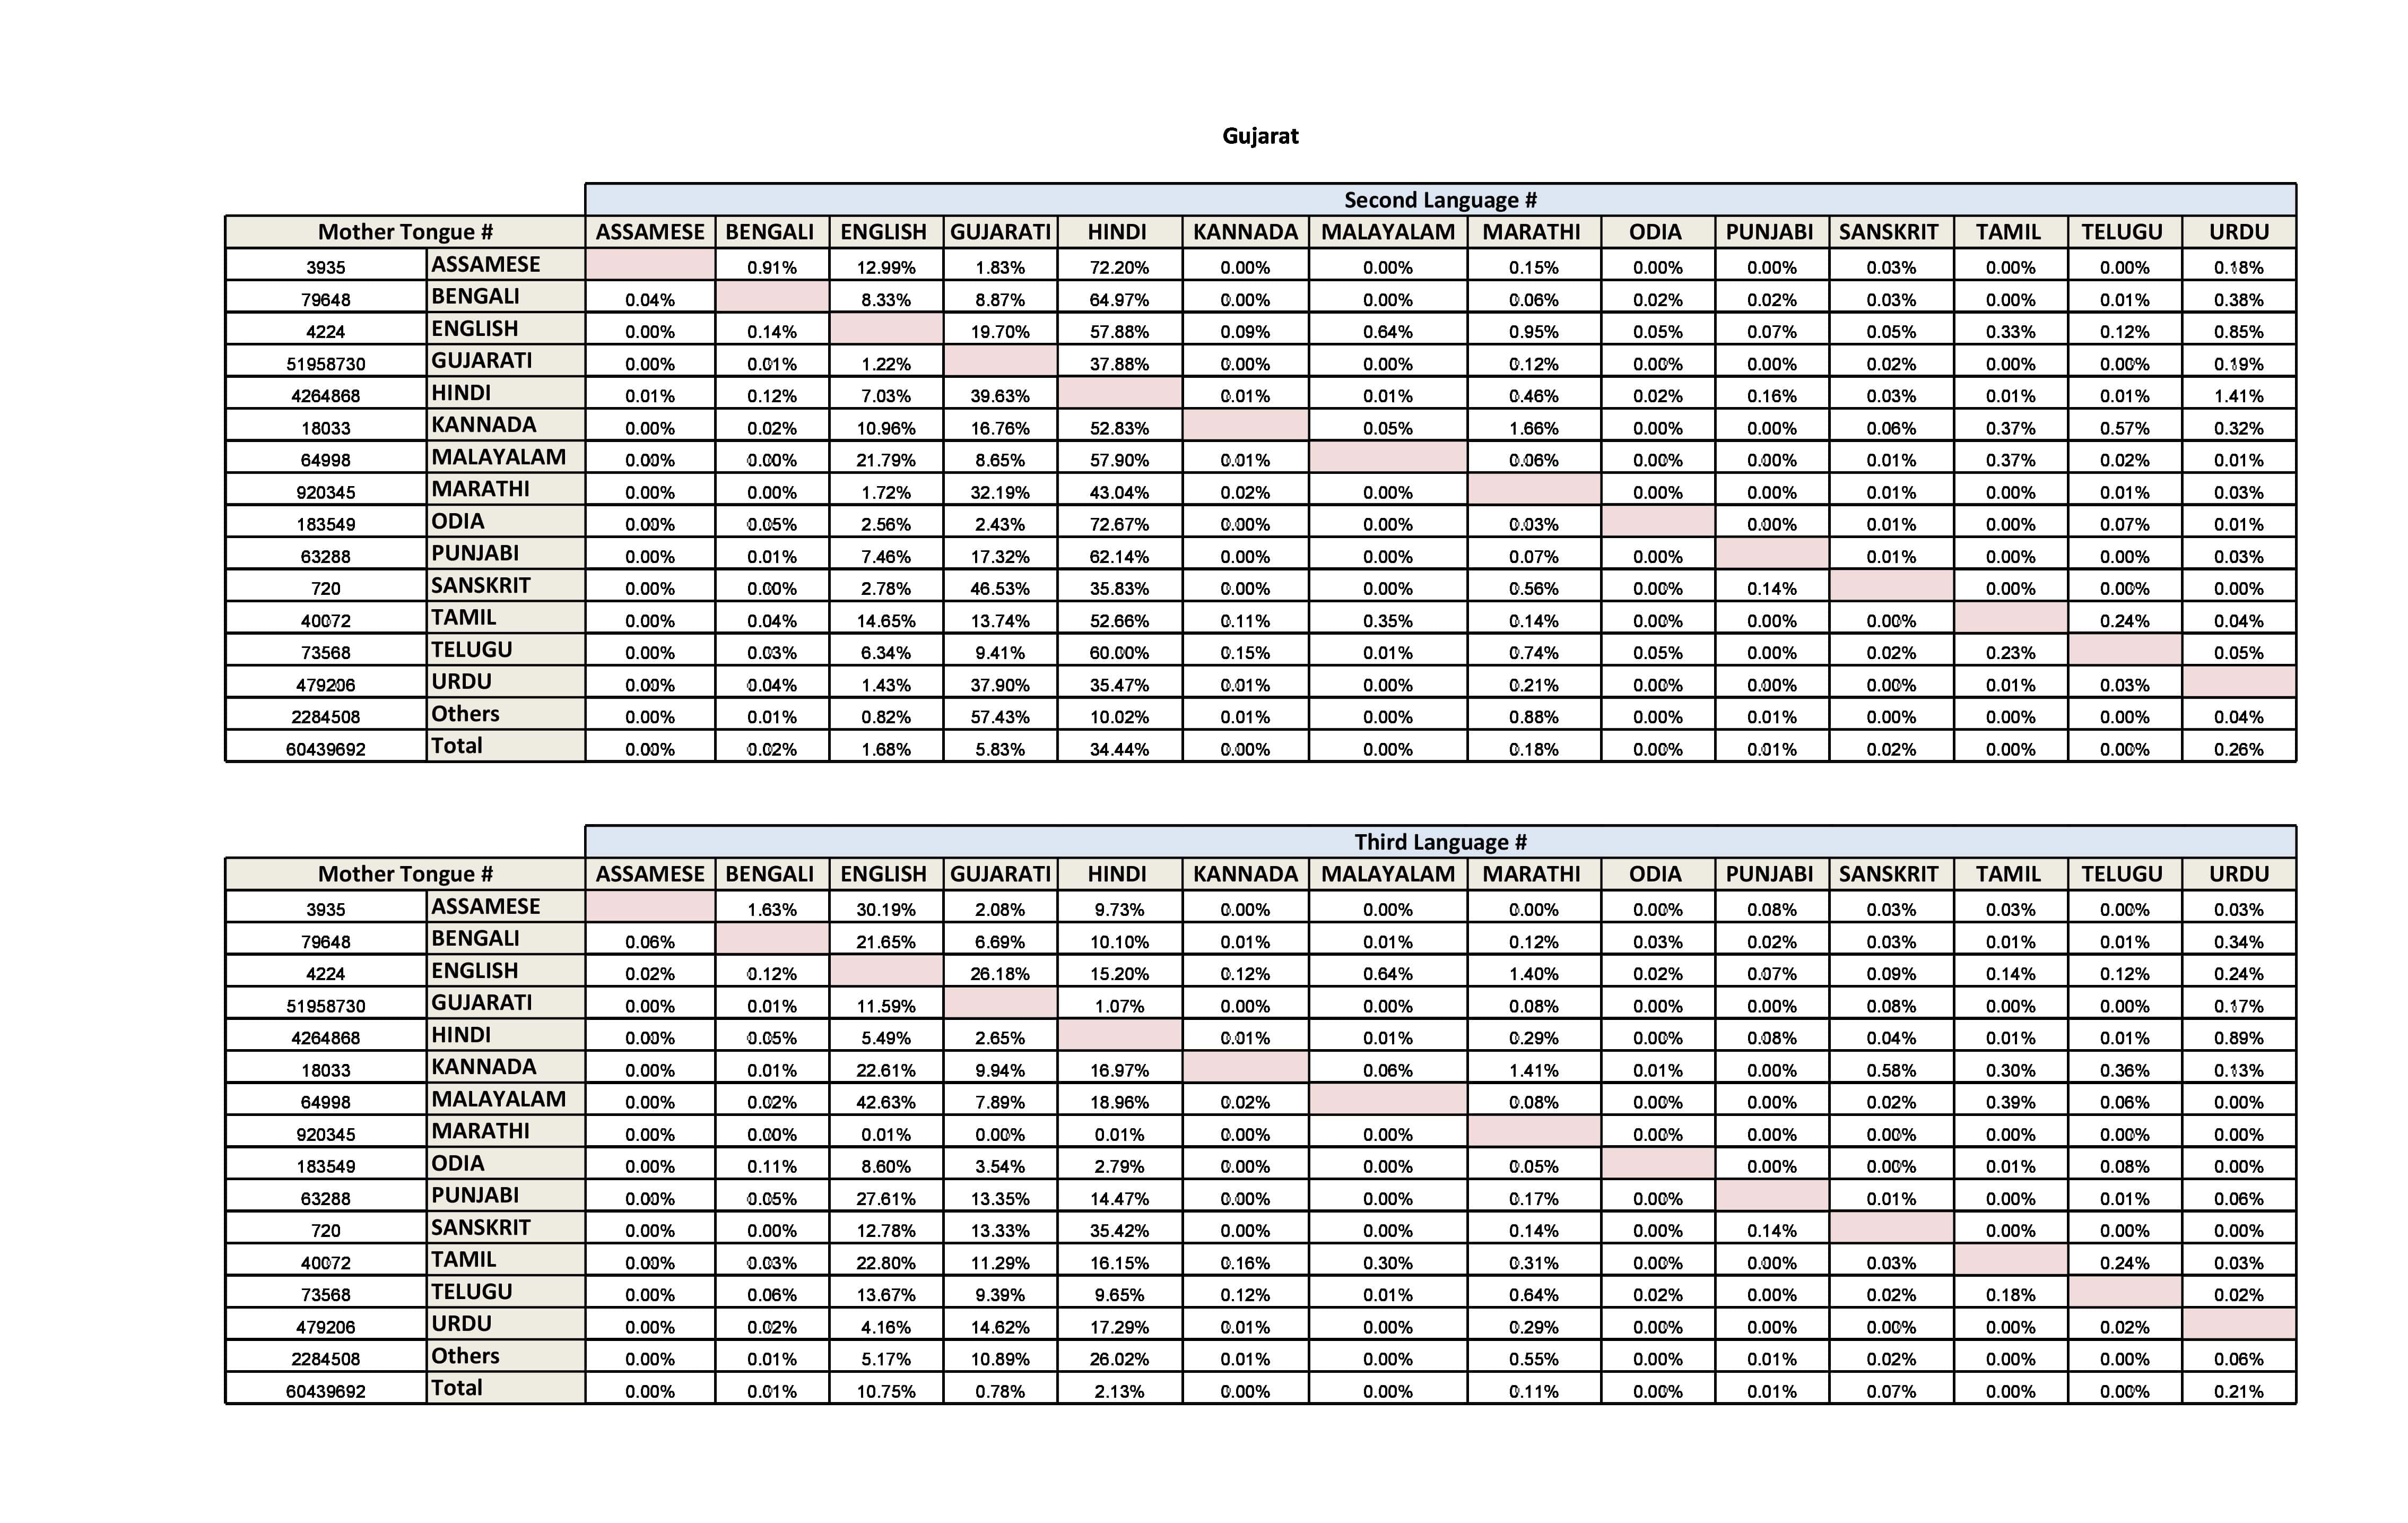 Gujarat
Second Language #
Mother Tongue # ASSAMESE BENGALI ENGLISH GUJARATI HINDI KANNADA MALAYALAM MARATHI ODIA PUNJABI SANSKRIT TAMIL TELUGU URDU
3935 ASSAMESE 0.91% 12.99% 1.83% 72.20% 0.00% 0.00% 0.15% 0.00% 0.00% 0.03% 0.00% 0.00% 0.18%
79648 BENGALI 0.04% 8.33% 8.87% 64.97% 0.00% 0.00% 0.06% 0.02% 0.02% 0.03% 0.00% 0.01% 0.38%
4224 ENGLISH 0.00% 0.14% 19.70% 57.88% 0.09% 0.64% 0.95% 0.05% 0.07% 0.05% 0.33% 0.12% 0.85%
51958730 GUJARATI 0.00% 0.01% 1.22% 37.88% 0.00% 0.00% 0.12% 0.00% 0.00% 0.02% 0.00% 0.00% 0.19%
4264868 HINDI 0.01% 0.12% 7.03% 39.63% 0.01% 0.01% 0.46% 0.02% 0.16% 0.03% 0.01% 0.01% 1.41%
18033 KANNADA 0.00% 0.02% 10.96% 16.76% 52.83% 0.05% 1.66% 0.00% 0.00% 0.06% 0.37% 0.57% 0.32%
64998 MALAYALAM 0.00% 0.00% 21.79% 8.65% 57.90% 0.01% 0.06% 0.00% 0.00% 0.01% 0.37% 0.02% 0.01%
920345 MARATHI 0.00% 0.00% 1.72% 32.19% 43.04% 0.02% 0.00% 0.00% 0.00% 0.01% 0.00% 0.01% 0.03%
183549 ODIA 0.00% 0.05% 2.56% 2.43% 72.67% 0.00% 0.00% 0.03% 0.00% 0.01% 0.00% 0.07% 0.01%
63288 PUNJABI 0.00% 0.01% 7.46% 17.32% 62.14% 0.00% 0.00% 0.07% 0.00% 0.01% 0.00% 0.00% 0.03%
720 SANSKRIT 0.00% 0.00% 2.78% 46.53% 35.83% 0.00% 0.00% 0.56% 0.00% 0.14% 0.00% 0.00% 0.00%
40072 TAMIL 0.00% 0.04% 14.65% 13.74% 52.66% 0.11% 0.35% 0.14% 0.00% 0.00% 0.00% 0.24% 0.04%
73568 TELUGU 0.00% 0.03% 6.34% 9.41% 60.00% 0.15% 0.01% 0.74% 0.05% 0.00% 0.02% 0.23% 0.05%
479206 URDU 0.00% 0.04% 1.43% 37.90% 35.47% 0.01% 0.00% 0.21% 0.00% 0.00% 0.00% 0.01% 0.03%
2284508 Others 0.00% 0.01% 0.82% 57.43% 10.02% 0.01% 0.00% 0.88% 0.00% 0.01% 0.00% 0.00% 0.00% 0.04%
60439692 Total 0.00% 0.02% 1.68% 5.83% 34.44% 0.00% 0.00% 0.18% 0.00% 0.01% 0.02% 0.00% 0.00% 0.26%
Third Language #
Mother Tongue # ASSAMESE BENGALI ENGLISH GUJARATI HINDI KANNADA MALAYALAM MARATHI ODIA PUNJABI SANSKRIT TAMIL TELUGU URDU
3935 ASSAMESE 1.63% 30.19% 2.08% 9.73% 0.00% 0.00% 0.00% 0.00% 0.08% 0.03% 0.03% 0.00% 0.03%
79648 BENGALI 0.06% 21.65% 6.69% 10.10% 0.01% 0.01% 0.12% 0.03% 0.02% 0.03% 0.01% 0.01% 0.34%
4224 ENGLISH 0.02% 0.12% 26.18% 15.20% 0.12% 0.64% 1.40% 0.02% 0.07% 0.09% 0.14% 0.12% 0.24%
51958730 GUJARATI 0.00% 0.01% 11.59% 1.07% 0.00% 0.00% 0.08% 0.00% 0.00% 0.08% 0.00% 0.00% 0.17%
4264868 HINDI 0.00% 0.05% 5.49% 2.65% 0.01% 0.01% 0.29% 0.00% 0.08% 0.04% 0.01% 0.01% 0.89%
18033 KANNADA 0.00% 0.01% 22.61% 9.94% 16.97% 0.06% 1.41% 0.01% 0.00% 0.58% 0.30% 0.36% 0.13%
64998 MALAYALAM 0.00% 0.02% 42.63% 7.89% 18.96% 0.02% 0.08% 0.00% 0.00% 0.02% 0.39% 0.06% 0.00%
920345 MARATHI 0.00% 0.00% 0.01% 0.00% 0.01% 0.00% 0.00% 0.00% 0.00% 0.00% 0.00% 0.00% 0.00%
183549 ODIA 0.00% 0.11% 8.60% 3.54% 2.79% 0.00% 0.00% 0.05% 0.00% 0.00% 0.01% 0.08% 0.00%
63288 PUNJABI 0.00% 0.05% 27.61% 13.35% 14.47% 0.00% 0.00% 0.17% 0.00% 0.01% 0.00% 0.01% 0.06%
720 SANSKRIT 0.00% 0.00% 12.78% 13.33% 35.42% 0.00% 0.00% 0.14% 0.00% 0.14% 0.00% 0.00% 0.00%
40072 TAMIL 0.00% 0.03% 22.80% 11.29% 16.15% 0.16% 0.30% 0.31% 0.00% 0.00% 0.03% 0.24% 0.03%
73568 TELUGU 0.00% 0.06% 13.67% 9.39% 9.65% 0.12% 0.01% 0.64% 0.02% 0.00% 0.02% 0.18% 0.02%
479206 URDU 0.00% 0.02% 4.16% 14.62% 17.29% 0.01% 0.00% 0.29% 0.00% 0.00% 0.00% 0.00% 0.02%
2284508 Others 0.00% 0.01% 5.17% 10.89% 26.02% 0.01% 0.00% 0.55% 0.00% 0.01% 0.02% 0.00% 0.00% 0.06%
60439692 Total 0.00% 0.01% 10.75% 0.78% 2.13% 0.00% 0.00% 0.11% 0.00% 0.01% 0.07% 0.00% 0.00% 0.21%